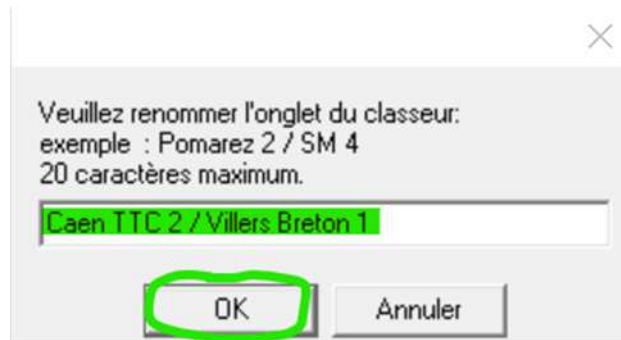 Veuillez renommer l'onglet du classeur:
exemple : Pomarez 2 / SM 4
20 caractères maximum.
Caen TTC 2 / Villers Breton 1
OK
Annuler